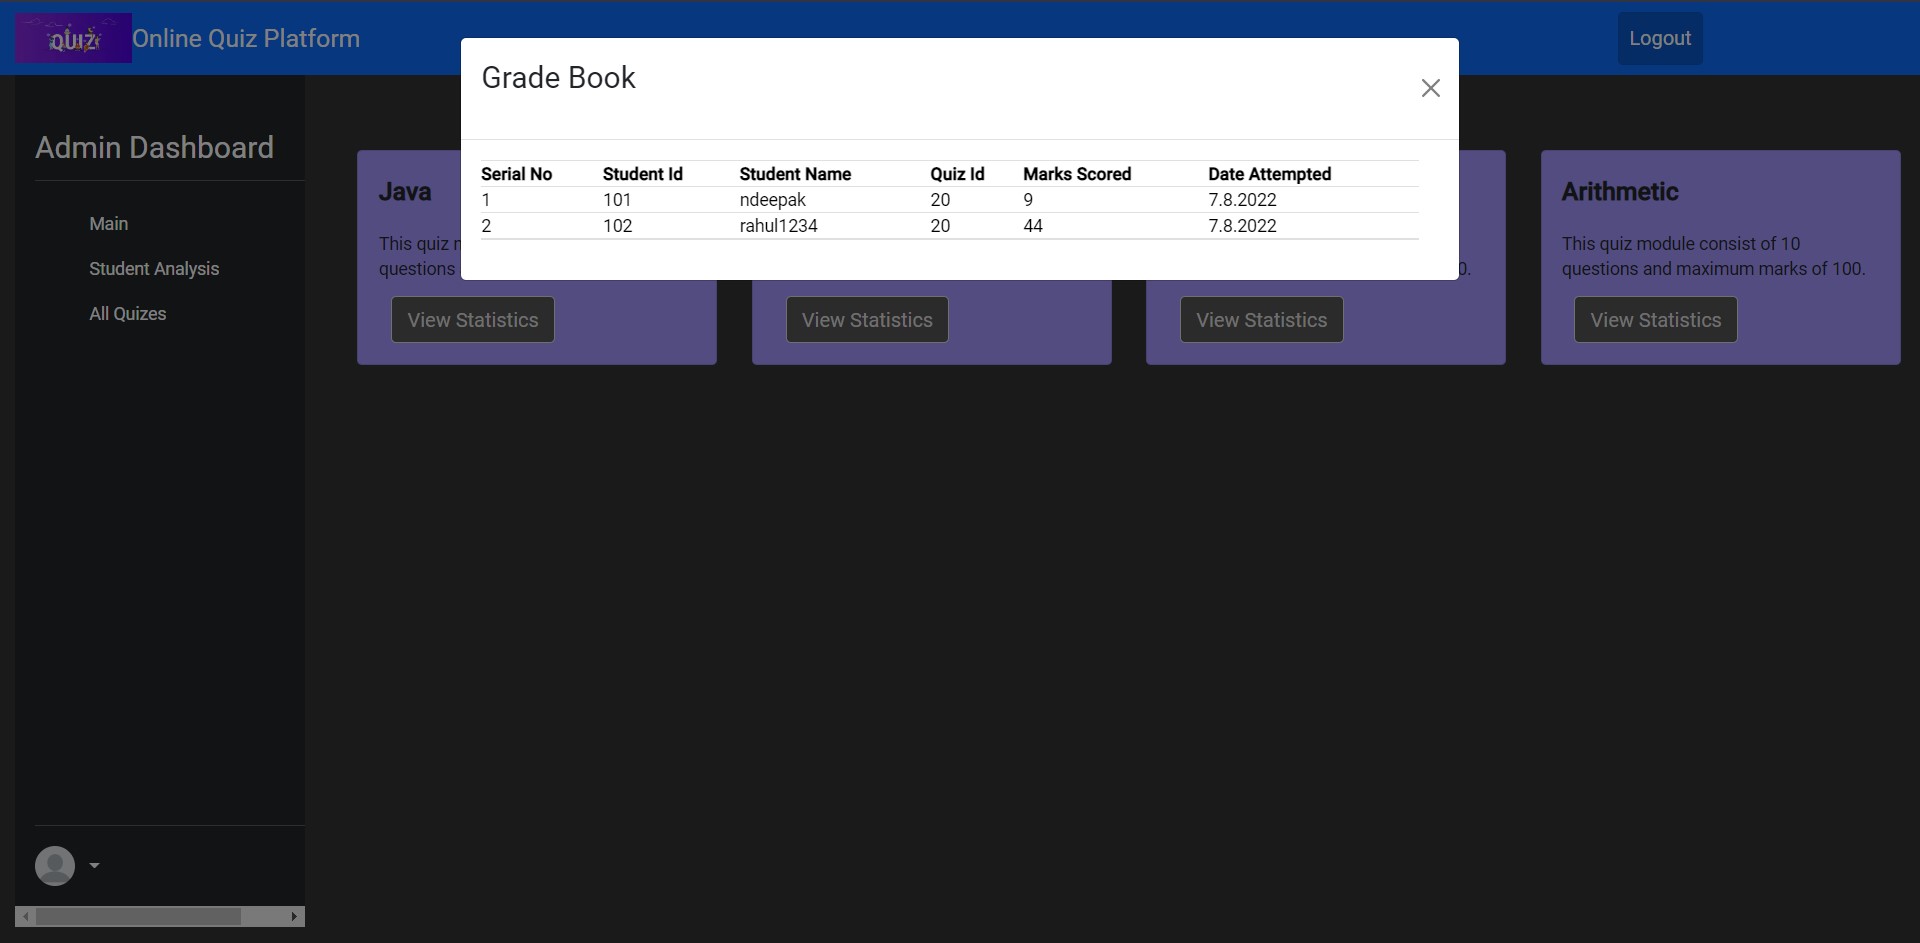 QUIZ
Online Quiz Platform
Logout
Grade Book
Admin Dashboard
Main
Student Analysis
All Quizes
Serial No Student Id Student Name Quiz Id Marks Scored Date Attempted
1 101 ndeepak 20 9 7.8.2022
2 102 rahul1234 20 44 7.8.2022
Java
This quiz
questions
View Statistics
View Statistics
0.
View Statistics
Arithmetic
This quiz module consist of 10
questions and maximum marks of 100.
View Statistics